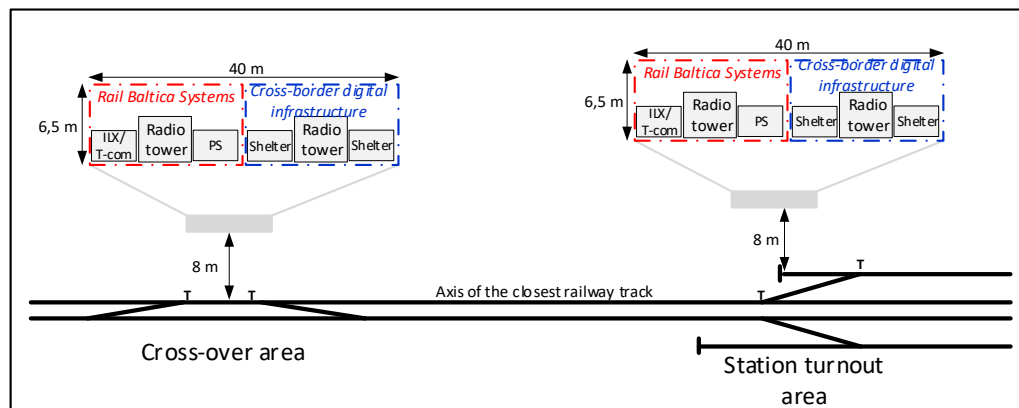 40 m
Rail Baltica Systems
Cross-border digital
infrastructure
6,5 m
ILX/
T-com
Radio
tower
PS
Shelter
Radio
tower
Shelter
8 m
T
T
40 m
Rail Baltica Systems
Cross-border digital
infrastructure
6,5 m
ILX/
T-com
Radio
tower
PS
Shelter
Radio
tower
Shelter
8 m
T
T
Axis of the closest railway track
Cross-over area
Station turnout
area